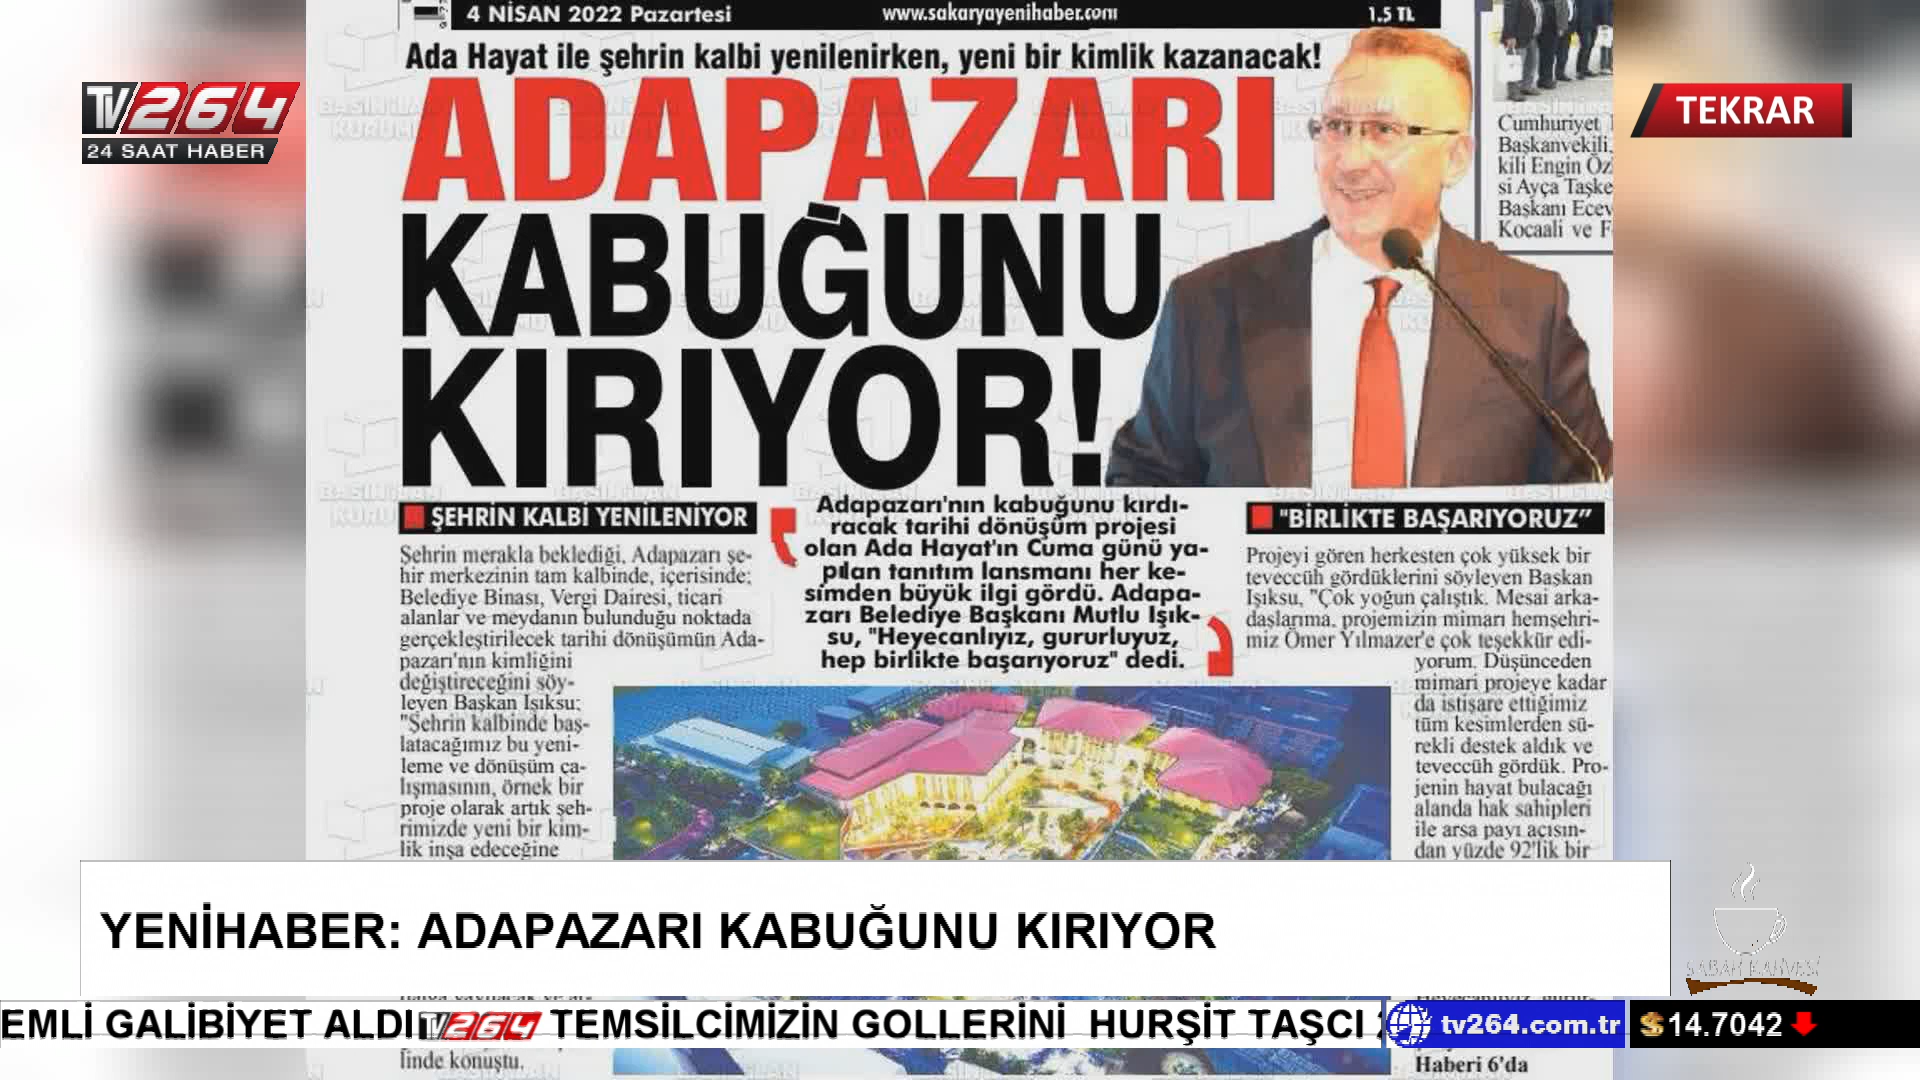 4 NİSAN 2022 Pazartesi
www.sakaryayenihaber.com
1.5 TL
Ada Hayat ile şehrin kalbi yenilenirken, yeni bir kimlik kazanacak!
ADAPAZARI
KABUĞUNU
KIRIYOR!
TV264
24 SAAT HABER
TEKRAR
Cumhuriyet
Başkanvekili,
kili Engin Öz
si Ayça Taşke
Başkanı Ecev
Kocaali ve F
ŞEHRİN KALBİ YENİLENİYOR
Şehrin merakla beklediği, Adapazarı şe-
hir merkezinin tam kalbinde, içerisinde;
Belediye Binası, Vergi Dairesi, ticari
alanlar ve meydanın bulunduğu noktada
gerçekleştirilecek tarihi dönüşümün Ada-
pazarı'nın kimliğini
değiştireceğini söy-
leyen Başkan Işıksu;
"Şehrin kalbinde baş-
latacağımız bu yeni-
leme ve dönüşüm ça-
lışmasının, örnek bir
proje olarak artık şeh-
rimizde yeni bir kim-
lik inşa edeceğine
Adapazarı'nın kabuğunu kırdı-
racak tarihi dönüşüm projesi
olan Ada Hayat'ın Cuma günü ya-
pılan tanıtım lansmanı her ke-
simden büyük ilgi gördü. Adapa-
zarı Belediye Başkanı Mutlu Işık-
su, "Heyecanlıyız, gururluyuz,
hep birlikte başarıyoruz" dedi.
"BİRLİKTE BAŞARIYORUZ"
Projeyi gören herkesten çok yüksek bir
teveccüh gördüklerini söyleyen Başkan
Işıksu, "Çok yoğun çalıştık. Mesai arka-
daşlarıma, projemizin mimarı hemşehri-
miz Ömer Yılmazer'e çok teşekkür edi-
yorum. Düşünceden
mimari projeye kadar
da istişare ettiğimiz
tüm kesimlerden sü-
rekli destek aldık ve
teveccüh gördük. Pro-
jenin hayat bulacağı
alanda hak sahipleri
ile arsa payı açısın-
dan yüzde 92'lik bir
YENİHABER: ADAPAZARI KABUĞUNU KIRIYOR
SABAH KAHVESİ
EMLİ GALİBİYET ALDI TV264 TEMSİLCİMİZİN GOLLERİNİ HURŞİT TAŞCI
tv264.com.tr
$14.7042
linde konuştu.
Haberi 6'da